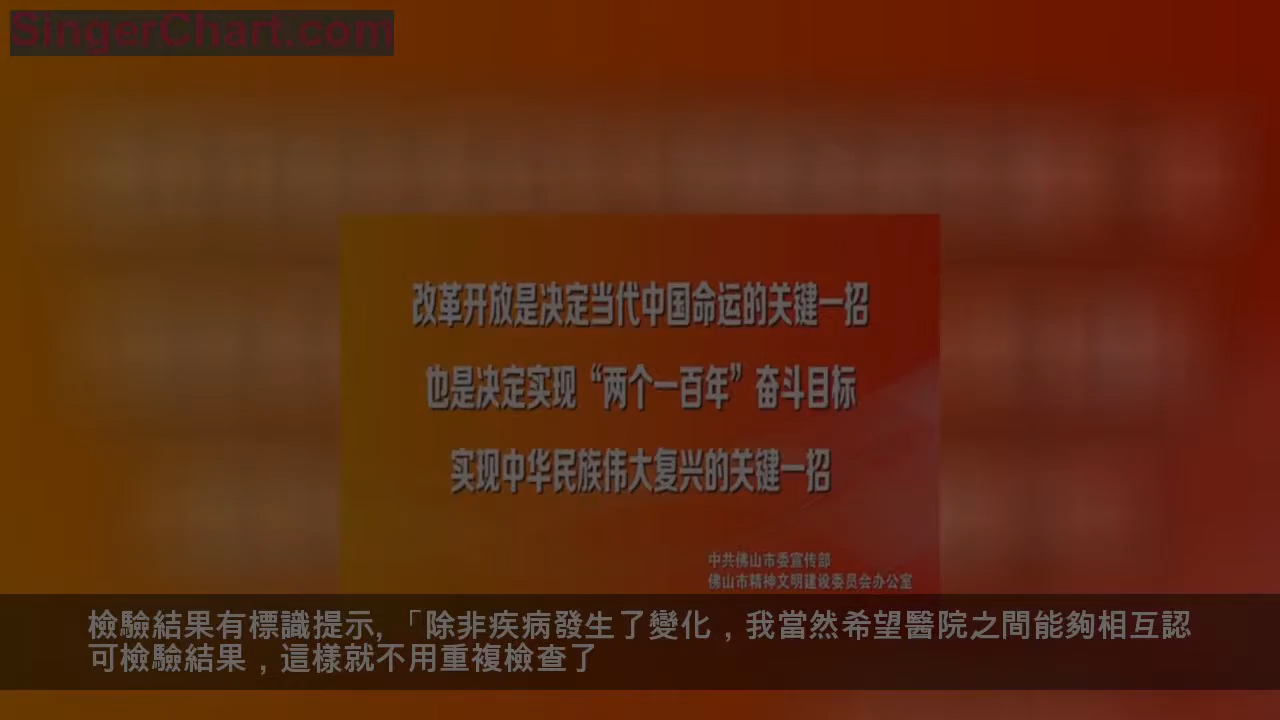 SingerChart.com
改革开放是决定当代中国命运的关键一招
也是决定实现“两个一百年”奋斗目标
实现中华民族伟大复兴的关键一招
中共佛山市委宣传部
佛山市精神文明建设委员会办公室
檢驗結果有標識提示,「除非疾病發生了變化，我當然希望醫院之間能夠相互認
可檢驗結果，這樣就不用重複檢查了